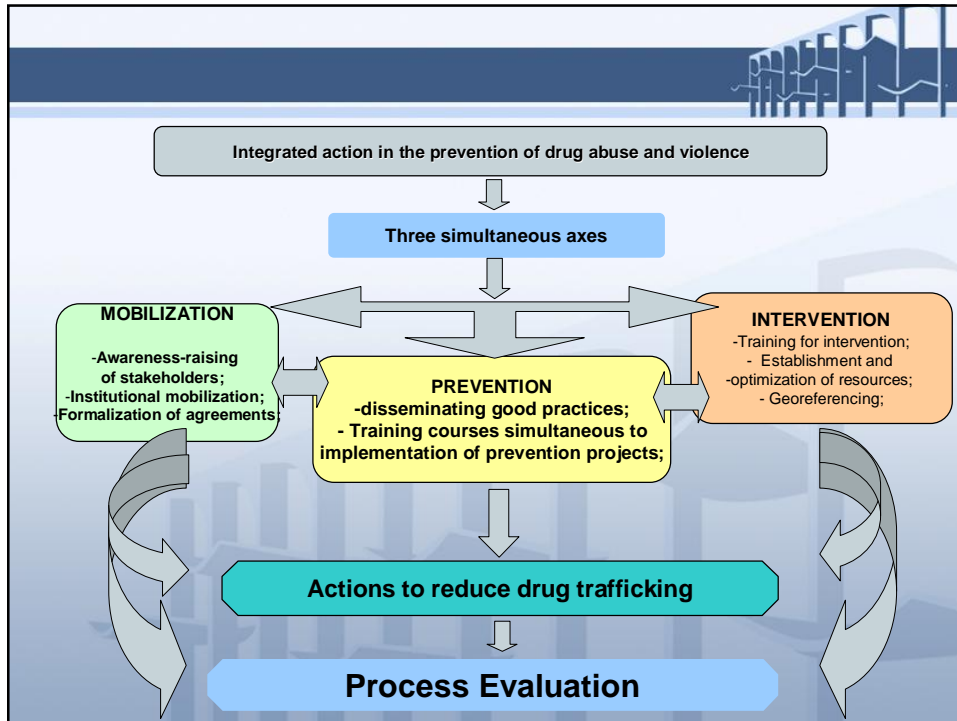 Integrated action in the prevention of drug abuse and violence
Three simultaneous axes
MOBILIZATION
-Awareness-raising
of stakeholders;
-Institutional mobilization;
-Formalization of agreements;
PREVENTION
-disseminating good practices;
- Training courses simultaneous to
implementation of prevention projects;
INTERVENTION
-Training for intervention;
- Establishment and
-optimization of resources;
- Georeferencing;
Actions to reduce drug trafficking
Process Evaluation